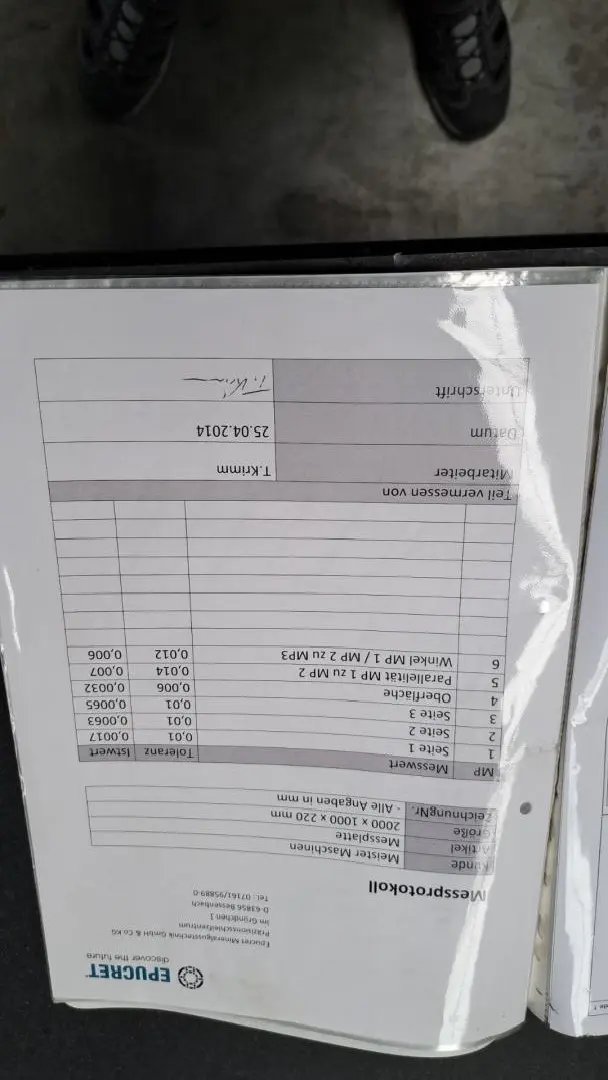 EPUCRET
discover the future
Epucret Mineralgusstechnik GmbH & Co KG
Präzisionsschleifzentrum
Im Gründchen 1
D-63856 Bessenbach
Tel.: 07161/95889-0
Messprotokoll
Kunde Meister Maschinen
Artikel Messplatte
Größe 2000 x 1000 x 220 mm
ZeichnungNr. - Alle Angaben in mm
MP Messwert Toleranz Istwert
1 Seite 1 0,01 0,0017
2 Seite 2 0,01 0,0063
3 Seite 3 0,01 0,0065
4 Oberfläche 0,006 0,0032
5 Parallelität MP 1 zu MP 2 0,014 0,007
6 Winkel MP 1 / MP 2 zu MP3 0,012 0,006
Teil vermessen von
Mitarbeiter T.Krimm
Datum 25.04.2014
Unterschrift T. Krimm